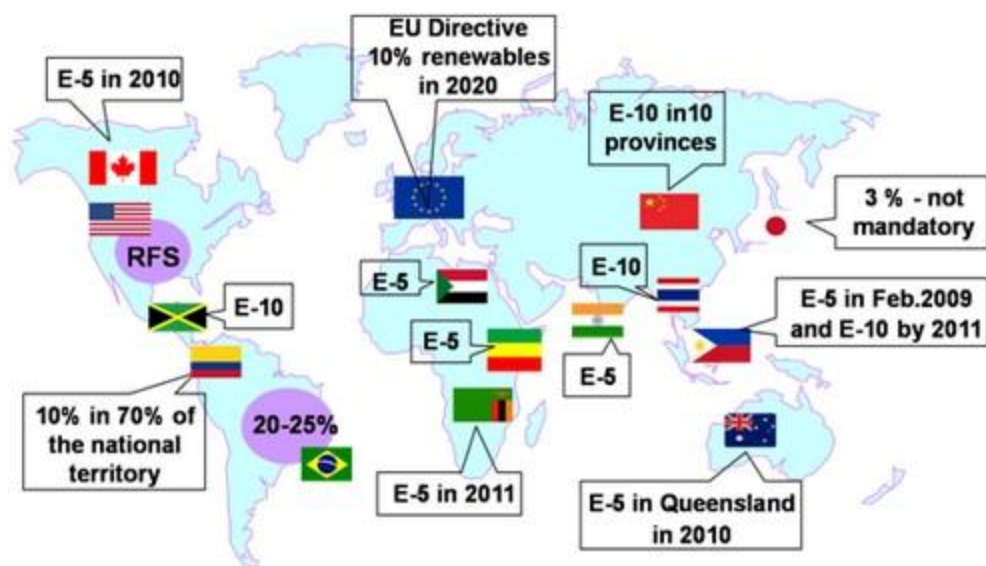 EU Directive
10% renewables
in 2020
E-5 in 2010
E-10 in10
provinces
3 % - not
mandatory
RFS
E-5
E-10
E-10
E-5 in Feb.2009
and E-10 by 2011
E-5
E-5
10% in 70% of
the national
territory
20-25%
E-5 in 2011
E-5 in Queensland
in 2010